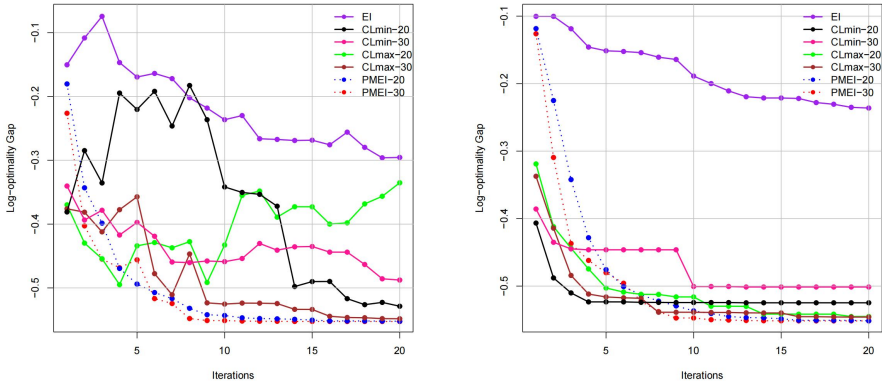 EI
CLmin−20
CLmin−30
CLmax−20
CLmax−30
PMEI−20
PMEI−30
−0.1
−0.2
−0.3
−0.4
−0.5
Log−optimality Gap
5
10
15
20
Iterations
EI
CLmin−20
CLmin−30
CLmax−20
CLmax−30
PMEI−20
PMEI−30
−0.1
−0.2
−0.3
−0.4
−0.5
Log−optimality Gap
5
10
15
20
Iterations